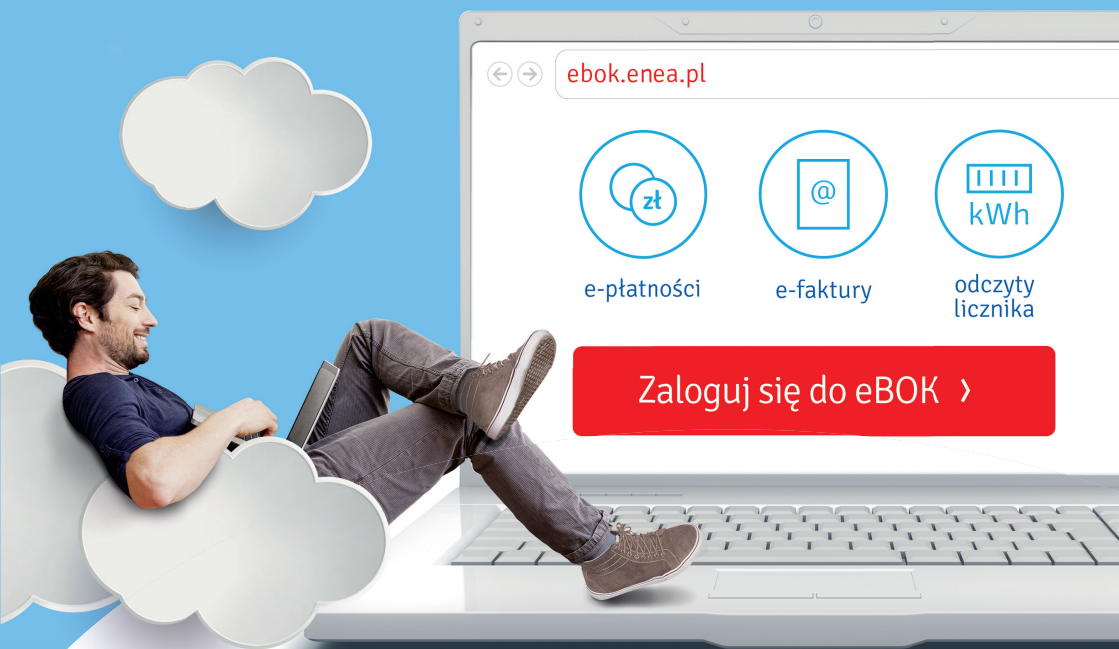 ebok.enea.pl
zł
@
kWh
e-płatności
e-faktury
odczyty
licznika
Zaloguj się do eBOK ›